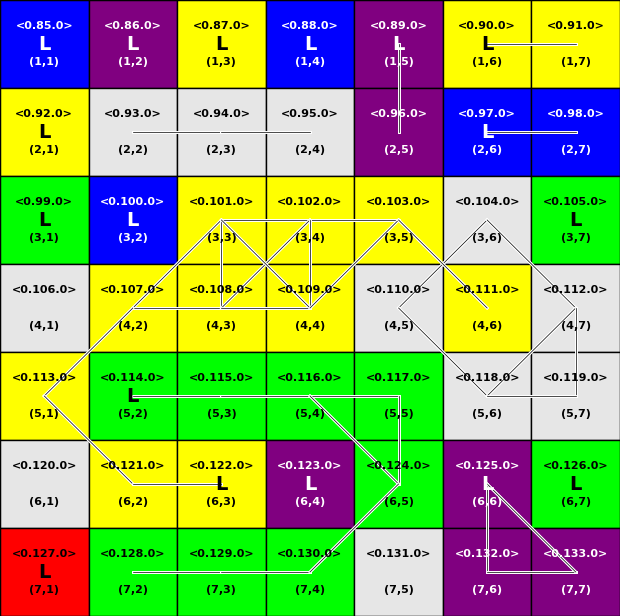 <0.85.0> <0.86.0> <0.87.0> <0.88.0> <0.89.0> <0.90.0> <0.91.0>
L L L L L L
(1,1) (1,2) (1,3) (1,4) (1,5) (1,6) (1,7)
<0.92.0> <0.93.0> <0.94.0> <0.95.0> <0.96.0> <0.97.0> <0.98.0>
L L
(2,1) (2,2) (2,3) (2,4) (2,5) (2,6) (2,7)
<0.99.0> <0.100.0> <0.101.0> <0.102.0> <0.103.0> <0.104.0> <0.105.0>
L L L
(3,1) (3,2) (3,3) (3,4) (3,5) (3,6) (3,7)
<0.106.0> <0.107.0> <0.108.0> <0.109.0> <0.110.0> <0.111.0> <0.112.0>
(4,1) (4,2) (4,3) (4,4) (4,5) (4,6) (4,7)
<0.113.0> <0.114.0> <0.115.0> <0.116.0> <0.117.0> <0.118.0> <0.119.0>
L
(5,1) (5,2) (5,3) (5,4) (5,5) (5,6) (5,7)
<0.120.0> <0.121.0> <0.122.0> <0.123.0> <0.124.0> <0.125.0> <0.126.0>
L L L L
(6,1) (6,2) (6,3) (6,4) (6,5) (6,6) (6,7)
<0.127.0> <0.128.0> <0.129.0> <0.130.0> <0.131.0> <0.132.0> <0.133.0>
L
(7,1) (7,2) (7,3) (7,4) (7,5) (7,6) (7,7)